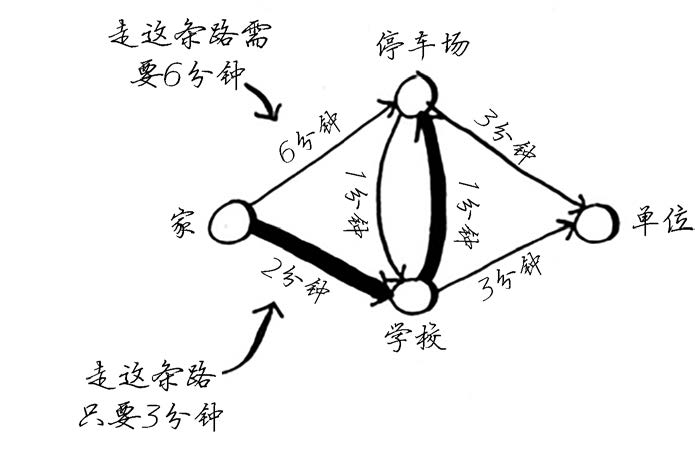 走这条路需
要6分钟
停车场
6分钟
3分钟
1分钟
1分钟
家
单位
2分钟
3分钟
学校
走这条路
只要3分钟